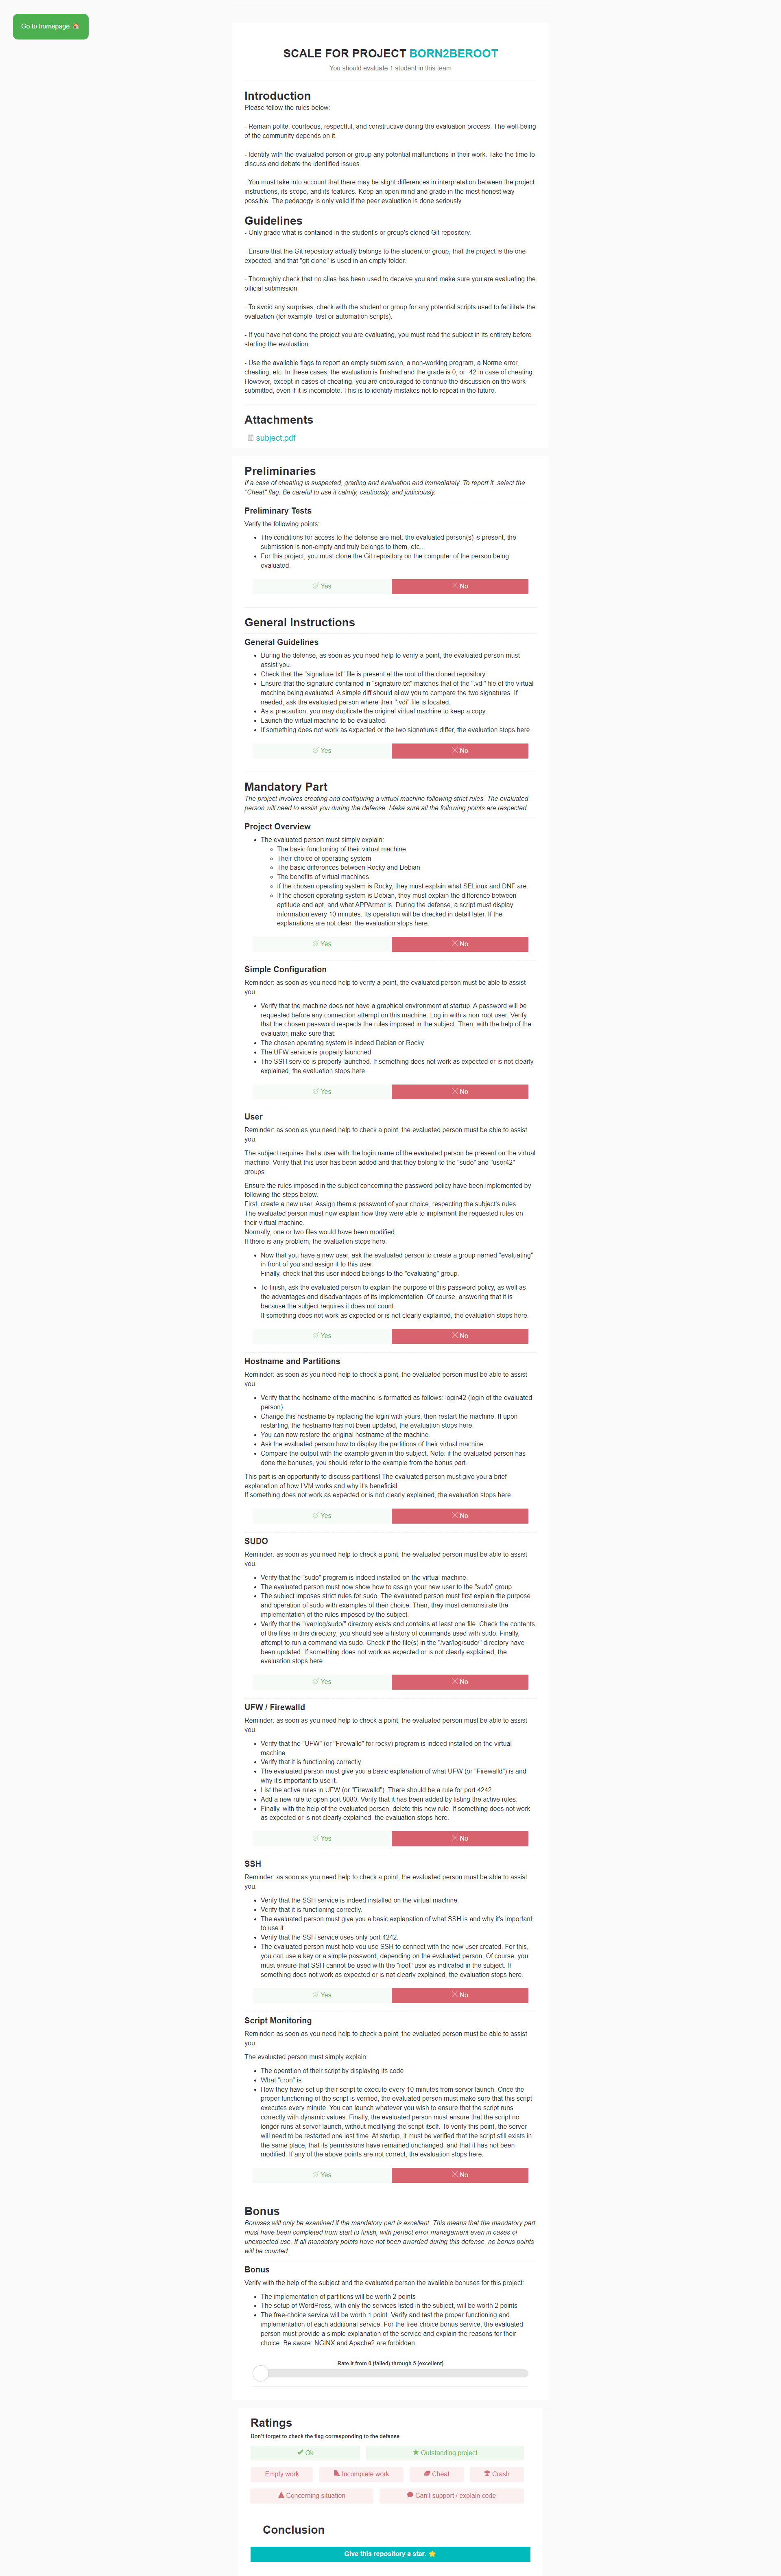 Go to homepage
SCALE FOR PROJECT BORN2BEROOT
You should evaluate 1 student in this team
Introduction
Please follow the rules below:
- Remain polite, courteous, respectful, and constructive during the evaluation process. The well-being
of the community depends on it.
- Identify with the evaluated person or group any potential malfunctions in their work. Take the time to
discuss and debate the identified issues.
- You must take into account that there may be slight differences in interpretation between the project
instructions, its scope, and its features. Keep an open mind and grade in the most honest way
possible. The pedagogy is only valid if the peer evaluation is done seriously.
Guidelines
- Only grade what is contained in the student's or group's cloned Git repository.
- Ensure that the Git repository actually belongs to the student or group, that the project is the one
expected, and that "git clone" is used in an empty folder.
- Thoroughly check that no alias has been used to deceive you and make sure you are evaluating the
official submission.
- To avoid any surprises, check with the student or group for any potential scripts used to facilitate the
evaluation (for example, test or automation scripts).
- If you have not done the project you are evaluating, you must read the subject in its entirety before
starting the evaluation.
- Use the available flags to report an empty submission, a non-working program, a Norme error,
cheating, etc. In these cases, the evaluation is finished and the grade is 0, or -42 in case of cheating.
However, except in cases of cheating, you are encouraged to continue the discussion on the work
submitted, even if it is incomplete. This is to identify mistakes not to repeat in the future.
Attachments
subject.pdf
Preliminaries
If a case of cheating is suspected, grading and evaluation end immediately. To report it, select the
"Cheat" flag. Be careful to use it calmly, cautiously, and judiciously.
Preliminary Tests
Verify the following points:
• The conditions for access to the defense are met: the evaluated person(s) is present, the
submission is non-empty and truly belongs to them, etc...
• For this project, you must clone the Git repository on the computer of the person being
evaluated.
Yes No
General Instructions
General Guidelines
• During the defense, as soon as you need help to verify a point, the evaluated person must
assist you.
• Check that the "signature.txt" file is present at the root of the cloned repository.
• Ensure that the signature contained in "signature.txt" matches that of the ".vdi" file of the virtual
machine being evaluated. A simple diff should allow you to compare the two signatures. If
needed, ask the evaluated person where their ".vdi" file is located.
• As a precaution, you may duplicate the original virtual machine to keep a copy.
• Launch the virtual machine to be evaluated.
• If something does not work as expected or the two signatures differ, the evaluation stops here.
Yes No
Mandatory Part
The project involves creating and configuring a virtual machine following strict rules. The evaluated
person will need to assist you during the defense. Make sure all the following points are respected.
Project Overview
• The evaluated person must simply explain:
◦ The basic functioning of their virtual machine
◦ Their choice of operating system
◦ The basic differences between Rocky and Debian
◦ The benefits of virtual machines
◦ If the chosen operating system is Rocky, they must explain what SELinux and DNF are.
◦ If the chosen operating system is Debian, they must explain the difference between
aptitude and apt, and what APPArmor is. During the defense, a script must display
information every 10 minutes. Its operation will be checked in detail later. If the
explanations are not clear, the evaluation stops here.
Yes No
Simple Configuration
Reminder: as soon as you need help to verify a point, the evaluated person must be able to assist
you.
• Verify that the machine does not have a graphical environment at startup. A password will be
requested before any connection attempt on this machine. Log in with a non-root user. Verify
that the chosen password respects the rules imposed in the subject. Then, with the help of the
evaluator, make sure that:
• The chosen operating system is indeed Debian or Rocky
• The UFW service is properly launched
• The SSH service is properly launched. If something does not work as expected or is not clearly
explained, the evaluation stops here.
Yes No
User
Reminder: as soon as you need help to check a point, the evaluated person must be able to assist
you.
The subject requires that a user with the login name of the evaluated person be present on the virtual
machine. Verify that this user has been added and that they belong to the "sudo" and "user42"
groups.
Ensure the rules imposed in the subject concerning the password policy have been implemented by
following the steps below.
First, create a new user. Assign them a password of your choice, respecting the subject's rules.
The evaluated person must now explain how they were able to implement the requested rules on
their virtual machine.
Normally, one or two files would have been modified.
If there is any problem, the evaluation stops here.
• Now that you have a new user, ask the evaluated person to create a group named "evaluating"
in front of you and assign it to this user.
Finally, check that this user indeed belongs to the "evaluating" group.
• To finish, ask the evaluated person to explain the purpose of this password policy, as well as
the advantages and disadvantages of its implementation. Of course, answering that it is
because the subject requires it does not count.
If something does not work as expected or is not clearly explained, the evaluation stops here.
Yes No
Hostname and Partitions
Reminder: as soon as you need help to check a point, the evaluated person must be able to assist
you.
• Verify that the hostname of the machine is formatted as follows: login42 (login of the evaluated
person).
• Change this hostname by replacing the login with yours, then restart the machine. If upon
restarting, the hostname has not been updated, the evaluation stops here.
• You can now restore the original hostname of the machine.
• Ask the evaluated person how to display the partitions of their virtual machine.
• Compare the output with the example given in the subject. Note: if the evaluated person has
done the bonuses, you should refer to the example from the bonus part.
This part is an opportunity to discuss partitions! The evaluated person must give you a brief
explanation of how LVM works and why it's beneficial.
If something does not work as expected or is not clearly explained, the evaluation stops here.
Yes No
SUDO
Reminder: as soon as you need help to check a point, the evaluated person must be able to assist
you.
• Verify that the "sudo" program is indeed installed on the virtual machine.
• The evaluated person must now show how to assign your new user to the "sudo" group.
• The subject imposes strict rules for sudo. The evaluated person must first explain the purpose
and operation of sudo with examples of their choice. Then, they must demonstrate the
implementation of the rules imposed by the subject.
• Verify that the "/var/log/sudo/" directory exists and contains at least one file. Check the contents
of the files in this directory; you should see a history of commands used with sudo. Finally,
attempt to run a command via sudo. Check if the file(s) in the "/var/log/sudo/" directory have
been updated. If something does not work as expected or is not clearly explained, the
evaluation stops here.
Yes No
UFW / Firewalld
Reminder: as soon as you need help to check a point, the evaluated person must be able to assist
you.
• Verify that the "UFW" (or "Firewalld" for rocky) program is indeed installed on the virtual
machine.
• Verify that it is functioning correctly.
• The evaluated person must give you a basic explanation of what UFW (or "Firewalld") is and
why it's important to use it.
• List the active rules in UFW (or "Firewalld"). There should be a rule for port 4242.
• Add a new rule to open port 8080. Verify that it has been added by listing the active rules.
• Finally, with the help of the evaluated person, delete this new rule. If something does not work
as expected or is not clearly explained, the evaluation stops here.
Yes No
SSH
Reminder: as soon as you need help to check a point, the evaluated person must be able to assist
you.
• Verify that the SSH service is indeed installed on the virtual machine.
• Verify that it is functioning correctly.
• The evaluated person must give you a basic explanation of what SSH is and why it's important
to use it.
• Verify that the SSH service uses only port 4242.
• The evaluated person must help you use SSH to connect with the new user created. For this,
you can use a key or a simple password, depending on the evaluated person. Of course, you
must ensure that SSH cannot be used with the "root" user as indicated in the subject. If
something does not work as expected or is not clearly explained, the evaluation stops here.
Yes No
Script Monitoring
Reminder: as soon as you need help to check a point, the evaluated person must be able to assist
you.
The evaluated person must simply explain:
• The operation of their script by displaying its code
• What "cron" is
• How they have set up their script to execute every 10 minutes from server launch. Once the
proper functioning of the script is verified, the evaluated person must make sure that this script
executes every minute. You can launch whatever you wish to ensure that the script runs
correctly with dynamic values. Finally, the evaluated person must ensure that the script no
longer runs at server launch, without modifying the script itself. To verify this point, the server
will need to be restarted one last time. At startup, it must be verified that the script still exists in
the same place, that its permissions have remained unchanged, and that it has not been
modified. If any of the above points are not correct, the evaluation stops here.
Yes No
Bonus
Bonuses will only be examined if the mandatory part is excellent. This means that the mandatory part
must have been completed from start to finish, with perfect error management even in cases of
unexpected use. If all mandatory points have not been awarded during this defense, no bonus points
will be counted.
Bonus
Verify with the help of the subject and the evaluated person the available bonuses for this project:
• The implementation of partitions will be worth 2 points
• The setup of WordPress, with only the services listed in the subject, will be worth 2 points
• The free-choice service will be worth 1 point. Verify and test the proper functioning and
implementation of each additional service. For the free-choice bonus service, the evaluated
person must provide a simple explanation of the service and explain the reasons for their
choice. Be aware: NGINX and Apache2 are forbidden.
Rate it from 0 (failed) through 5 (excellent)
Ratings
Don't forget to check the flag corresponding to the defense
Ok Outstanding project
Empty work Incomplete work Cheat Crash
Concerning situation Can't support / explain code
Conclusion
Give this repository a star.